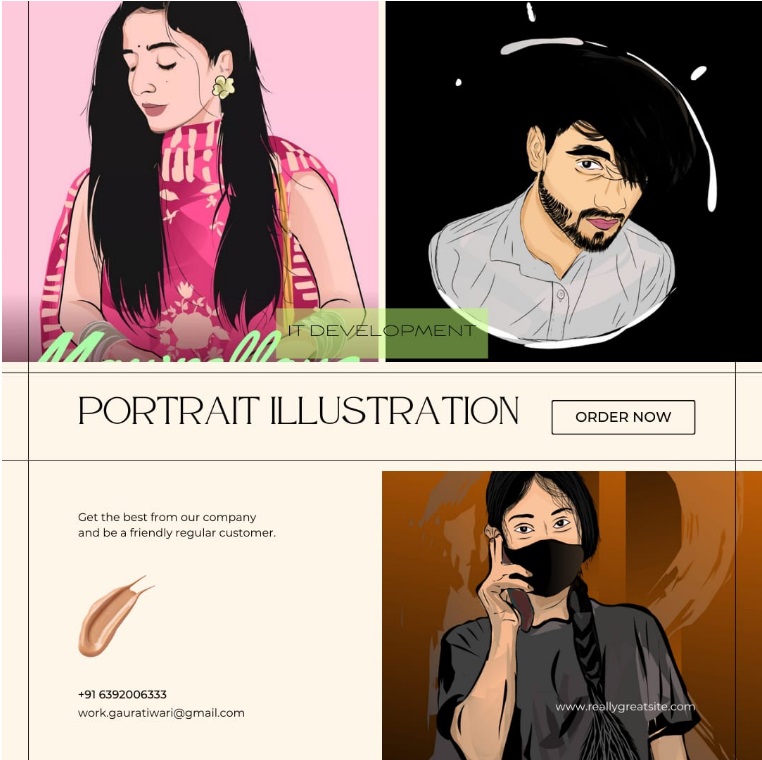 IT DEVELOPMENT
PORTRAIT ILLUSTRATION
ORDER NOW
Get the best from our company
and be a friendly regular customer.
+91 6392006333
work.gauratiwari@gmail.com
www.reallygreatsite.com